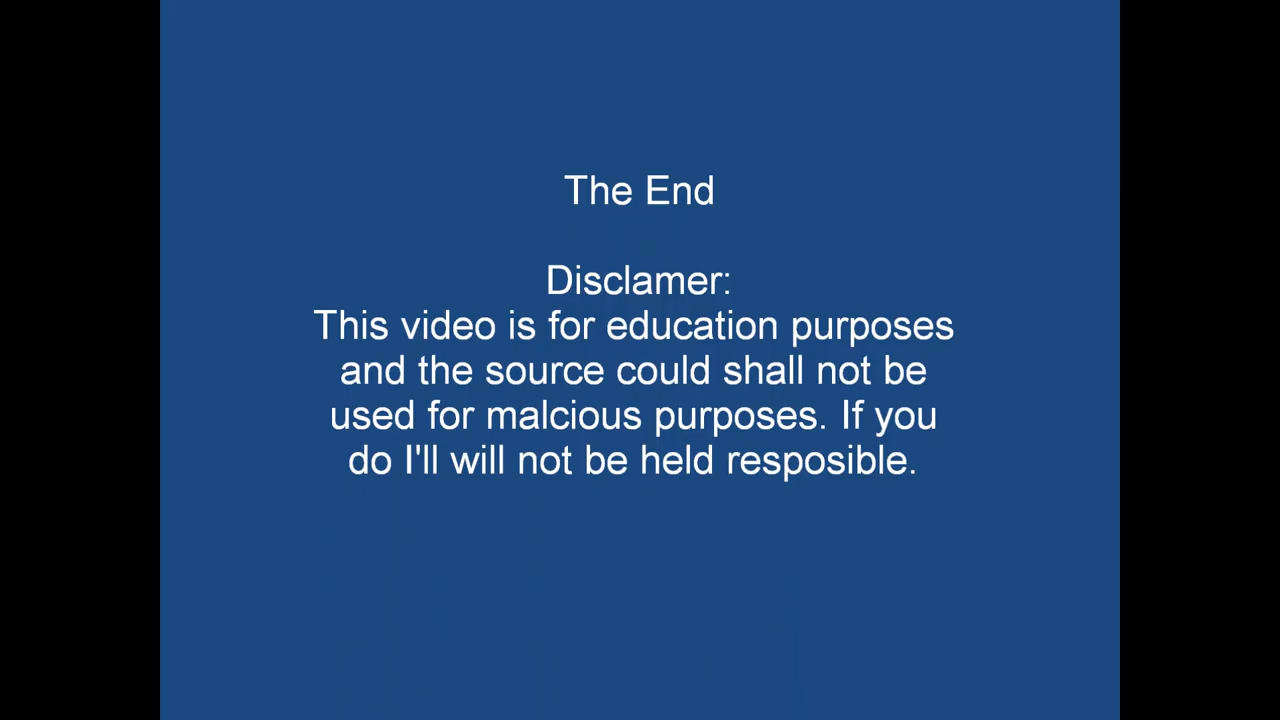 The End
Disclamer:
This video is for education purposes
and the source could shall not be
used for malcious purposes. If you
do I'll will not be held resposible.